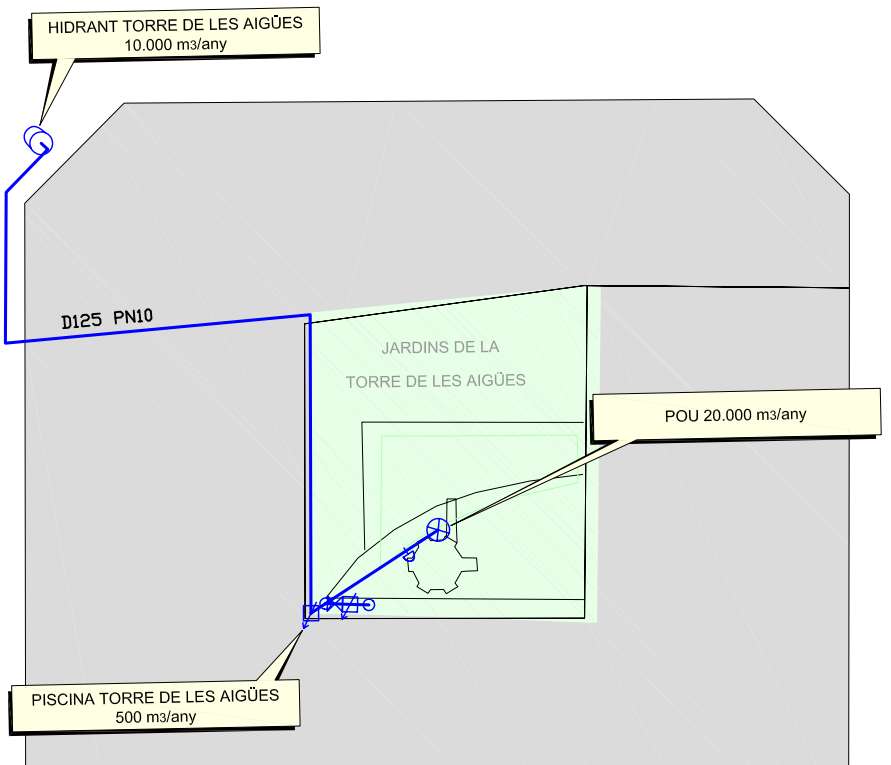 HIDRANT TORRE DE LES AIGÜES
10.000 m3/any
D125 PN10
JARDINS DE LA
TORRE DE LES AIGÜES
POU 20.000 m3/any
PISCINA TORRE DE LES AIGÜES
500 m3/any